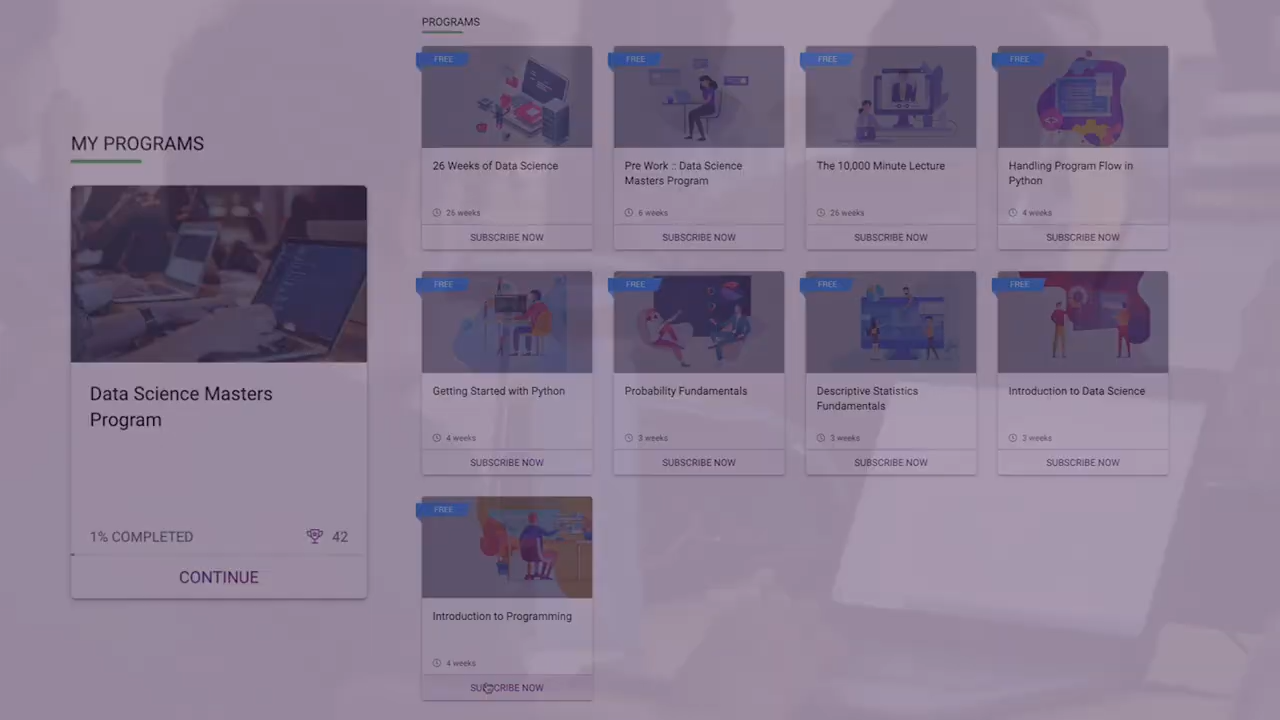 MY PROGRAMS
Data Science Masters
Program
1% COMPLETED
42
CONTINUE
PROGRAMS
FREE
26 Weeks of Data Science
26 weeks
SUBSCRIBE NOW
FREE
Pre Work :: Data Science
Masters Program
6 weeks
SUBSCRIBE NOW
FREE
The 10,000 Minute Lecture
26 weeks
SUBSCRIBE NOW
FREE
Handling Program Flow in
Python
4 weeks
SUBSCRIBE NOW
FREE
Getting Started with Python
4 weeks
SUBSCRIBE NOW
FREE
Probability Fundamentals
3 weeks
SUBSCRIBE NOW
FREE
Descriptive Statistics
Fundamentals
3 weeks
SUBSCRIBE NOW
FREE
Introduction to Data Science
3 weeks
SUBSCRIBE NOW
FREE
Introduction to Programming
4 weeks
SUBSCRIBE NOW